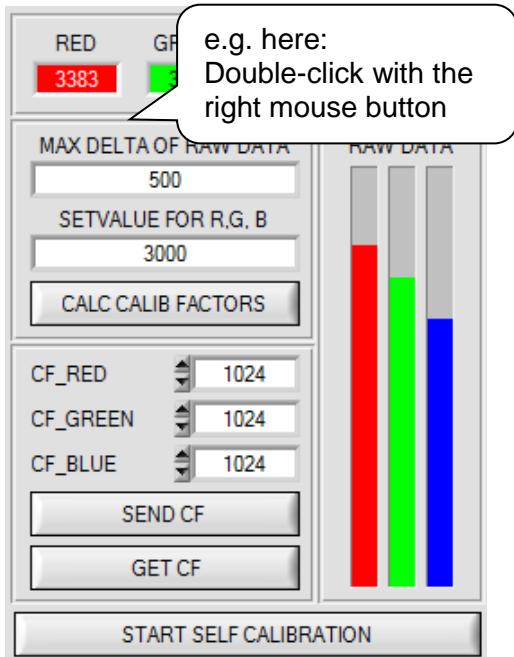 RED
e.g. here:
Double-click with the
right mouse button
3383
MAX DELTA OF RAW DATA
500
SETVALUE FOR R,G, B
3000
CALC CALIB FACTORS
RAW DATA
CF_RED 1024
CF_GREEN 1024
CF_BLUE 1024
SEND CF
GET CF
START SELF CALIBRATION